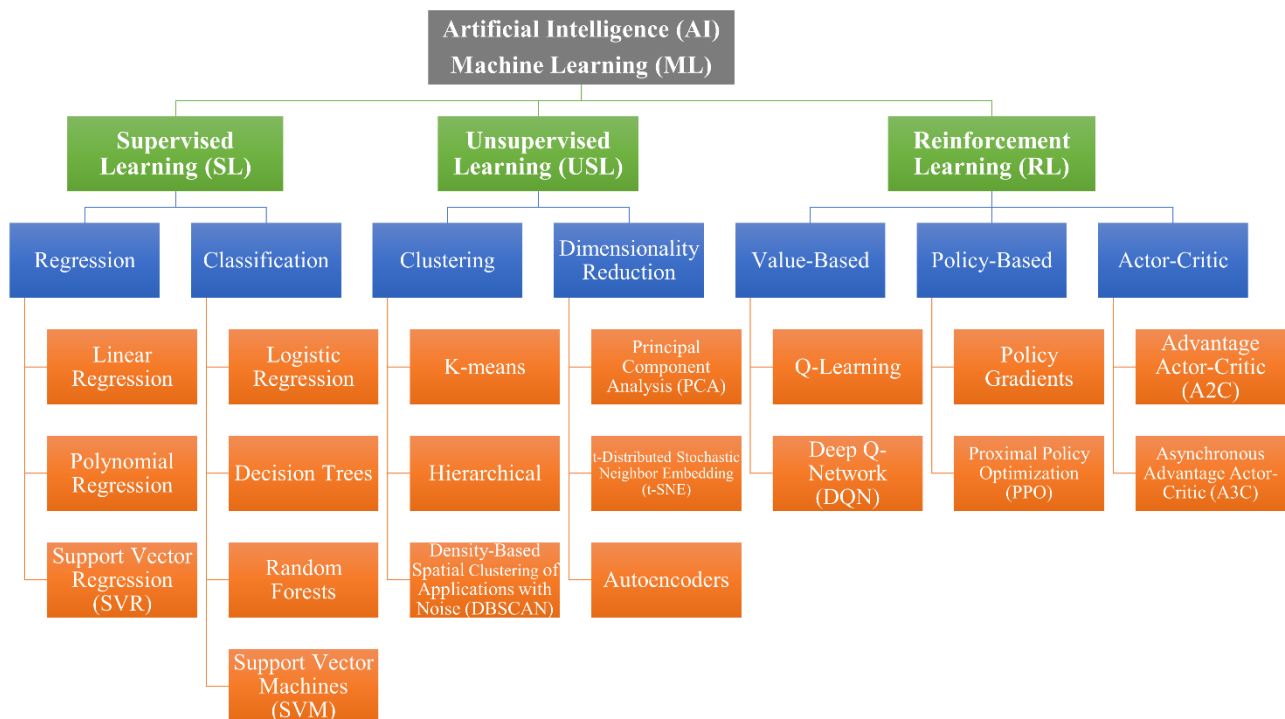 Artificial Intelligence (AI)
Machine Learning (ML)
Supervised
Learning (SL)
Unsupervised
Learning (USL)
Reinforcement
Learning (RL)
Regression
Classification
Clustering
Dimensionality
Reduction
Value-Based
Policy-Based
Actor-Critic
Linear
Regression
Logistic
Regression
K-means
Principal
Component
Analysis (PCA)
Q-Learning
Policy
Gradients
Advantage
Actor-Critic
(A2C)
Polynomial
Regression
Decision Trees
Hierarchical
t-Distributed Stochastic
Neighbor Embedding
(t-SNE)
Deep Q-
Network
(DQN)
Proximal Policy
Optimization
(PPO)
Asynchronous
Advantage Actor-
Critic (A3C)
Support Vector
Regression
(SVR)
Random
Forests
Density-Based
Spatial Clustering of
Applications with
Noise (DBSCAN)
Autoencoders
Support Vector
Machines
(SVM)